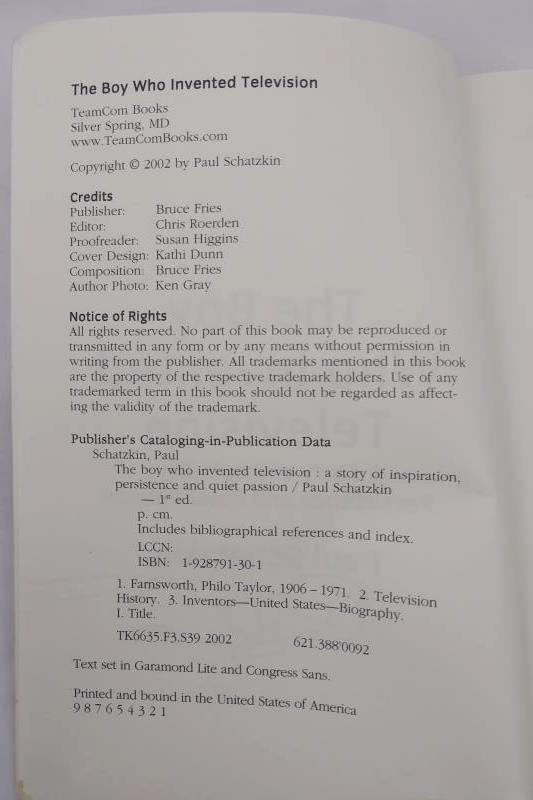 The Boy Who Invented Television
TeamCom Books
Silver Spring, MD
www.TeamComBooks.com
Copyright © 2002 by Paul Schatzkin
Credits
Publisher: Bruce Fries
Editor: Chris Roerden
Proofreader: Susan Higgins
Cover Design: Kathi Dunn
Composition: Bruce Fries
Author Photo: Ken Gray
Notice of Rights
All rights reserved. No part of this book may be reproduced or
transmitted in any form or by any means without permission in
writing from the publisher. All trademarks mentioned in this book
are the property of the respective trademark holders. Use of any
trademarked term in this book should not be regarded as affect-
ing the validity of the trademark.
Publisher's Cataloging-in-Publication Data
Schatzkin, Paul
The boy who invented television : a story of inspiration,
persistence and quiet passion / Paul Schatzkin
— 1st ed.
p. cm.
Includes bibliographical references and index.
LCCN:
ISBN: 1-928791-30-1
1. Farnsworth, Philo Taylor, 1906 – 1971. 2. Television
History. 3. Inventors—United States—Biography.
I. Title.
TK6635.F3.S39 2002 621.388'0092
Text set in Garamond Lite and Congress Sans.
Printed and bound in the United States of America
9 8 7 6 5 4 3 2 1